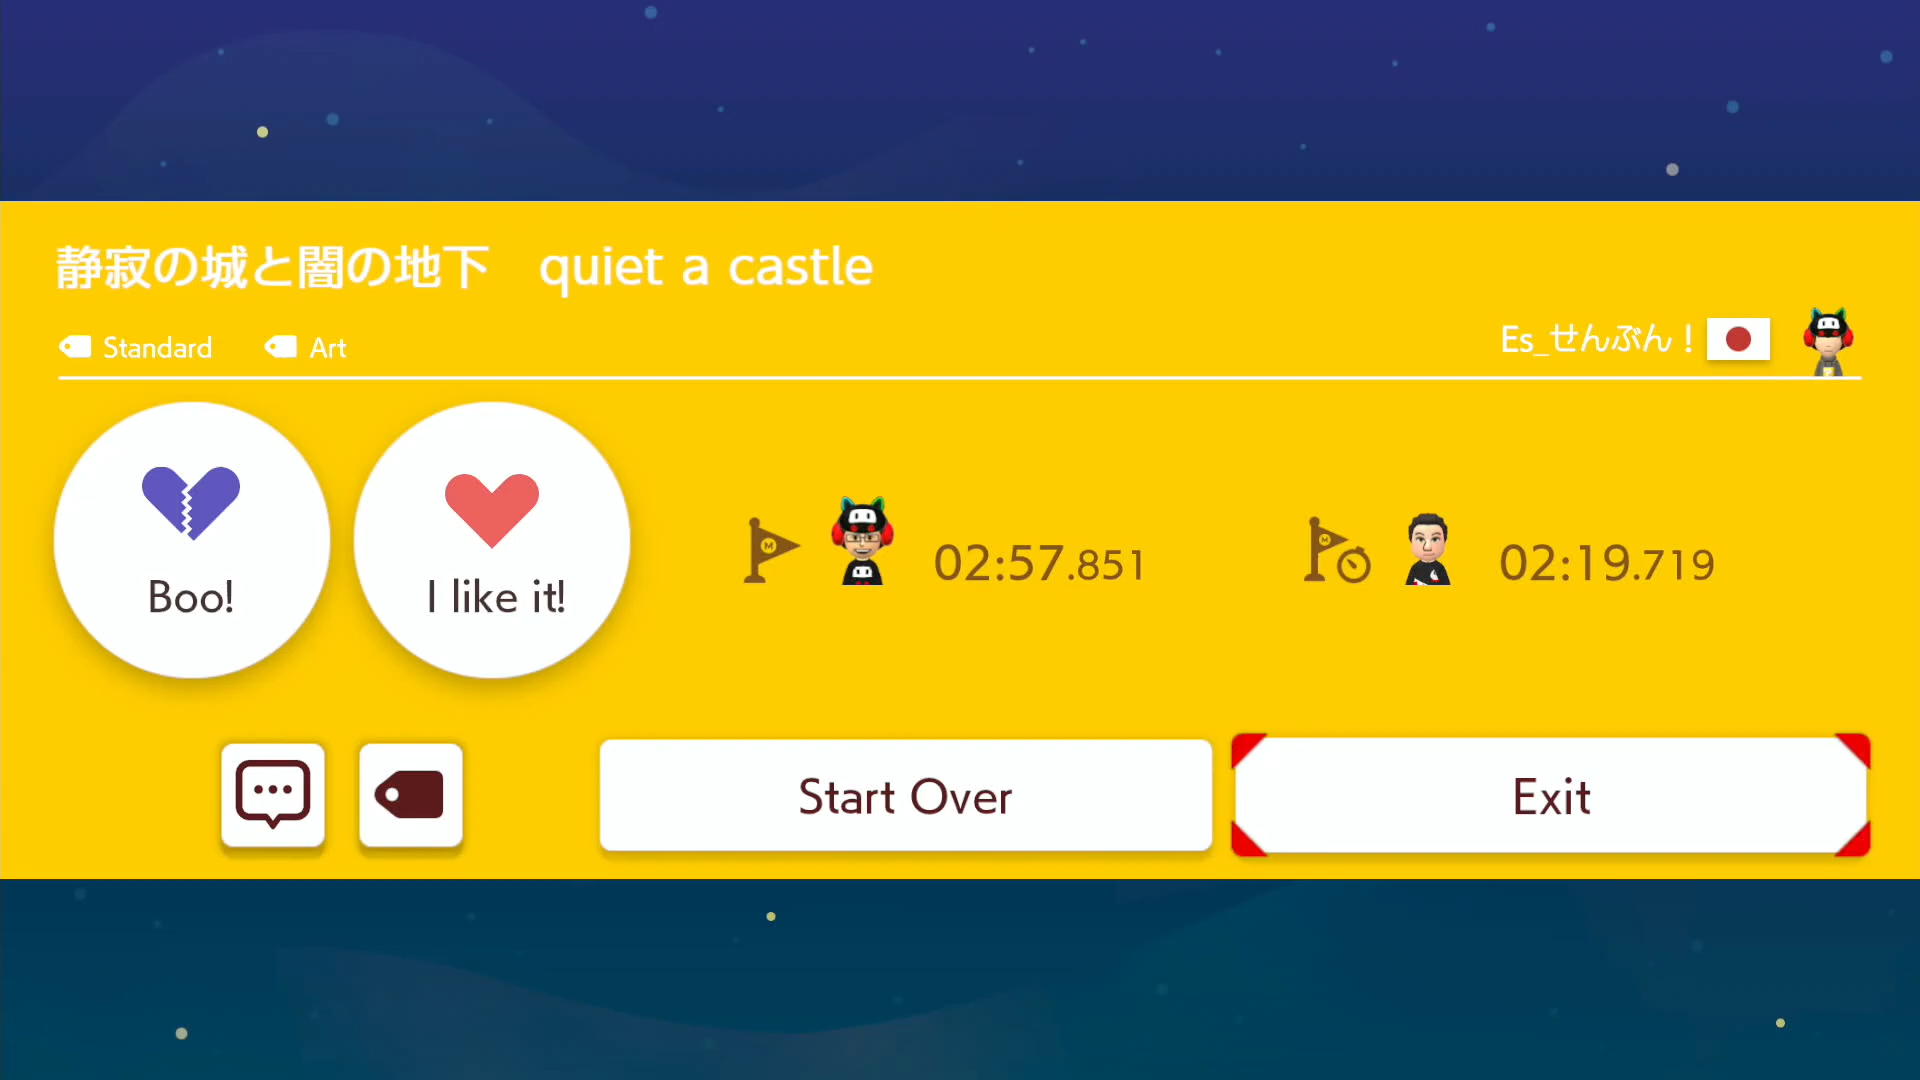 静寂の城と闇の地下　quiet a castle
Standard Art
Es_せんぶん！
Boo!
I like it!
M 02:57.851
M 02:19.719
Start Over
Exit